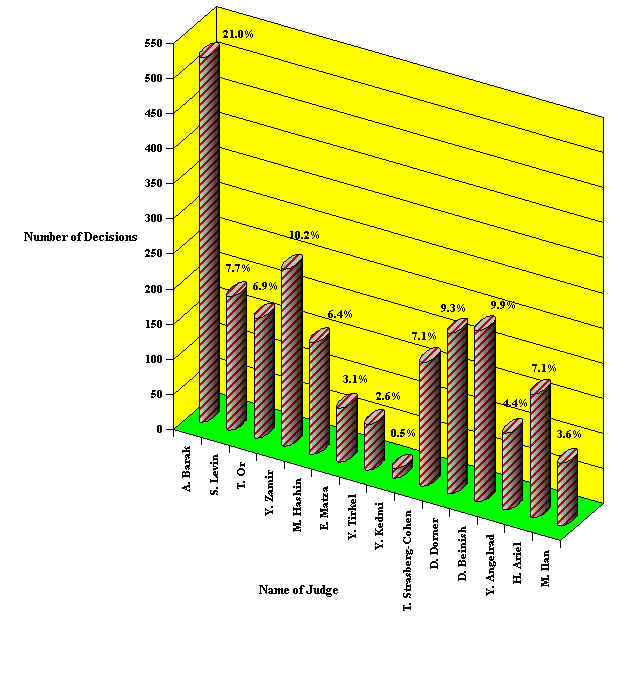 550
500
450
400
350
300
250
200
150
100
50
0
Number of Decisions
21.0%
7.7%
6.9%
10.2%
6.4%
3.1%
2.6%
0.5%
7.1%
9.3%
9.9%
4.4%
7.1%
3.6%
A. Barak
S. Levin
T. Or
Y. Zamir
M. Hashin
E. Matza
Y. Tirkel
Y. Kedmi
T. Strasberg-Cohen
D. Dorner
D. Beinish
Y. Angelrad
H. Ariel
M. Ilan
Name of Judge